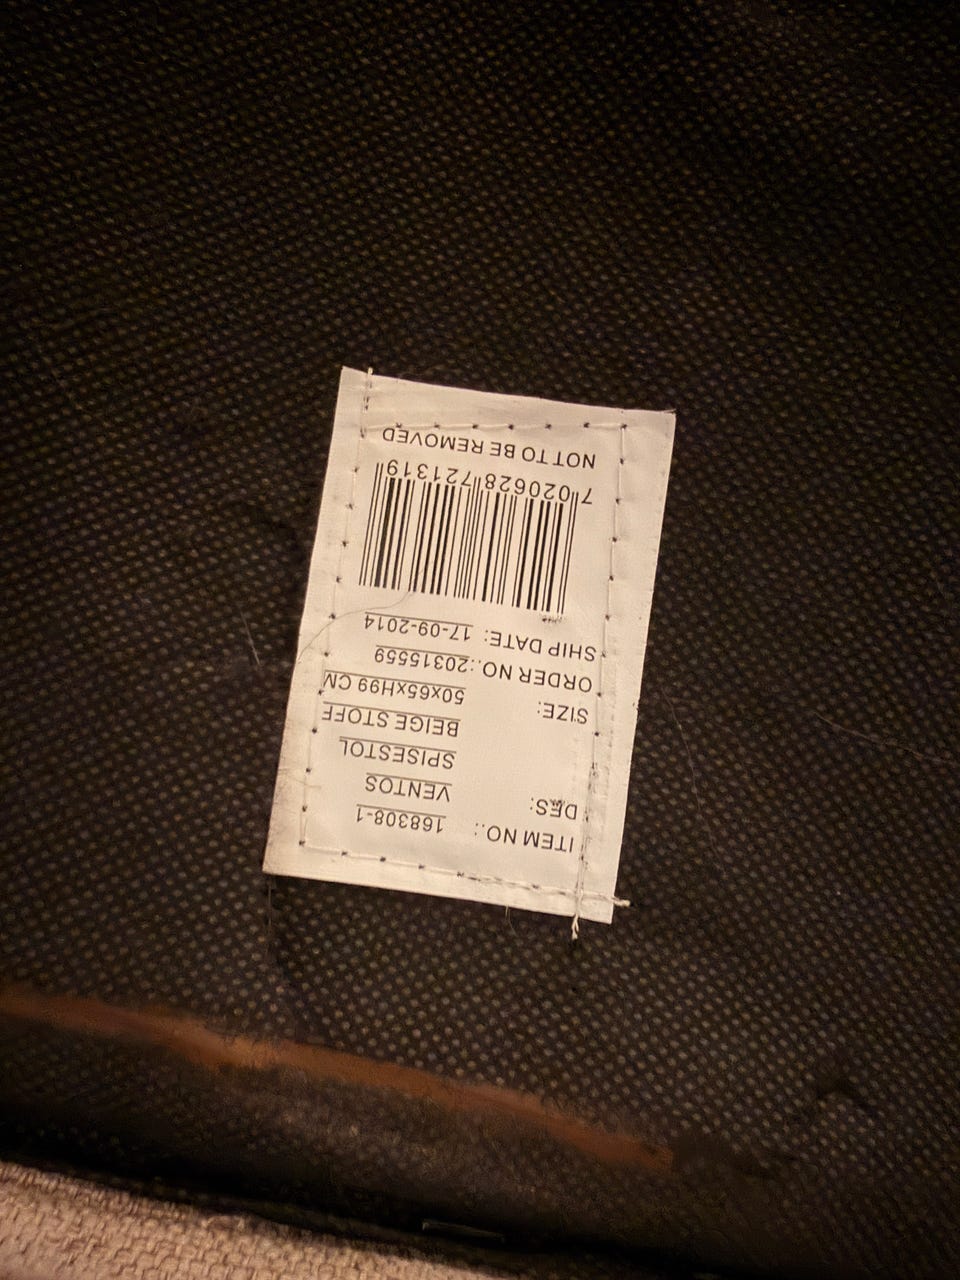 ITEM NO.: 168308-1
DES: VENTOS
SPISESTOL
BEIGE STOFF
SIZE: 50x65xH99 CM
ORDER NO.: 20315559
SHIP DATE: 17-09-2014
7 020628 721319
NOT TO BE REMOVED